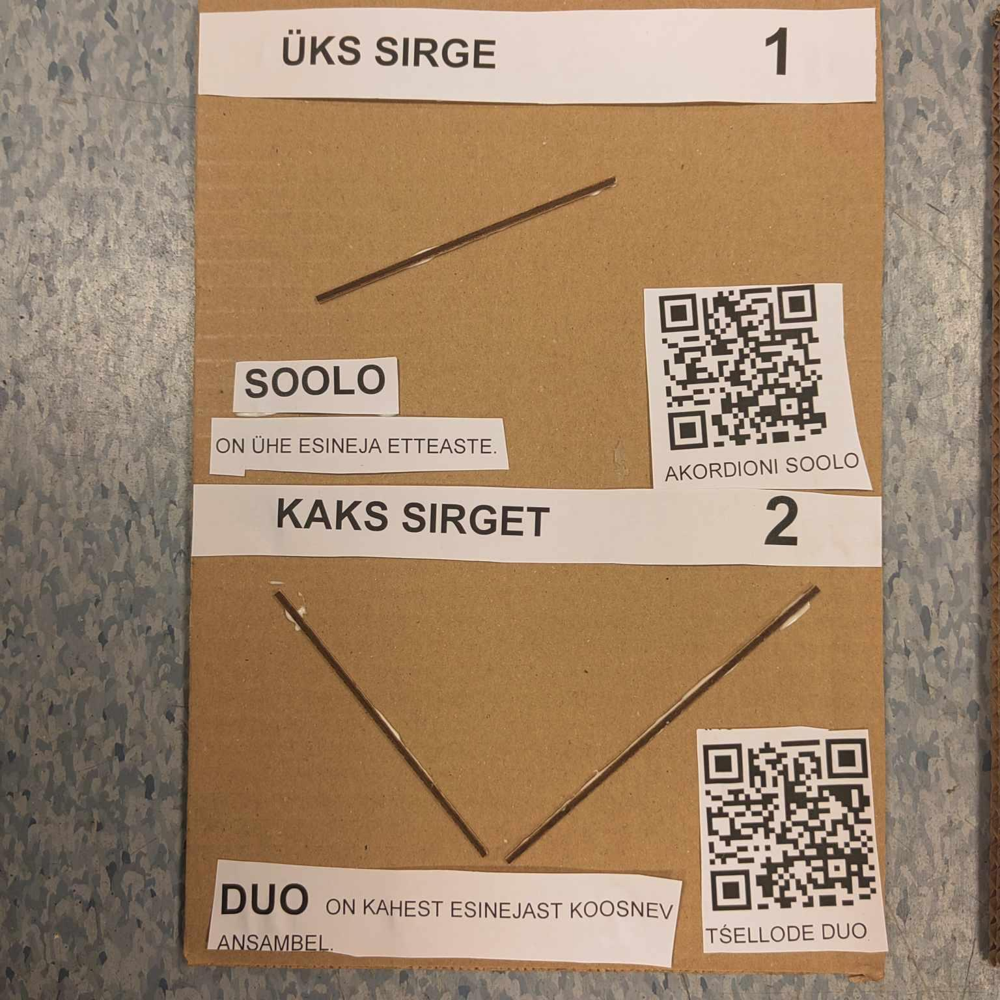 ÜKS SIRGE 1
SOOLO
ON ÜHE ESINEJA ETTEASTE.
AKORDIONI SOOLO
KAKS SIRGET 2
DUO ON KAHEST ESINEJAST KOOSNEV
ANSAMBEL.
TŚELLODE DUO